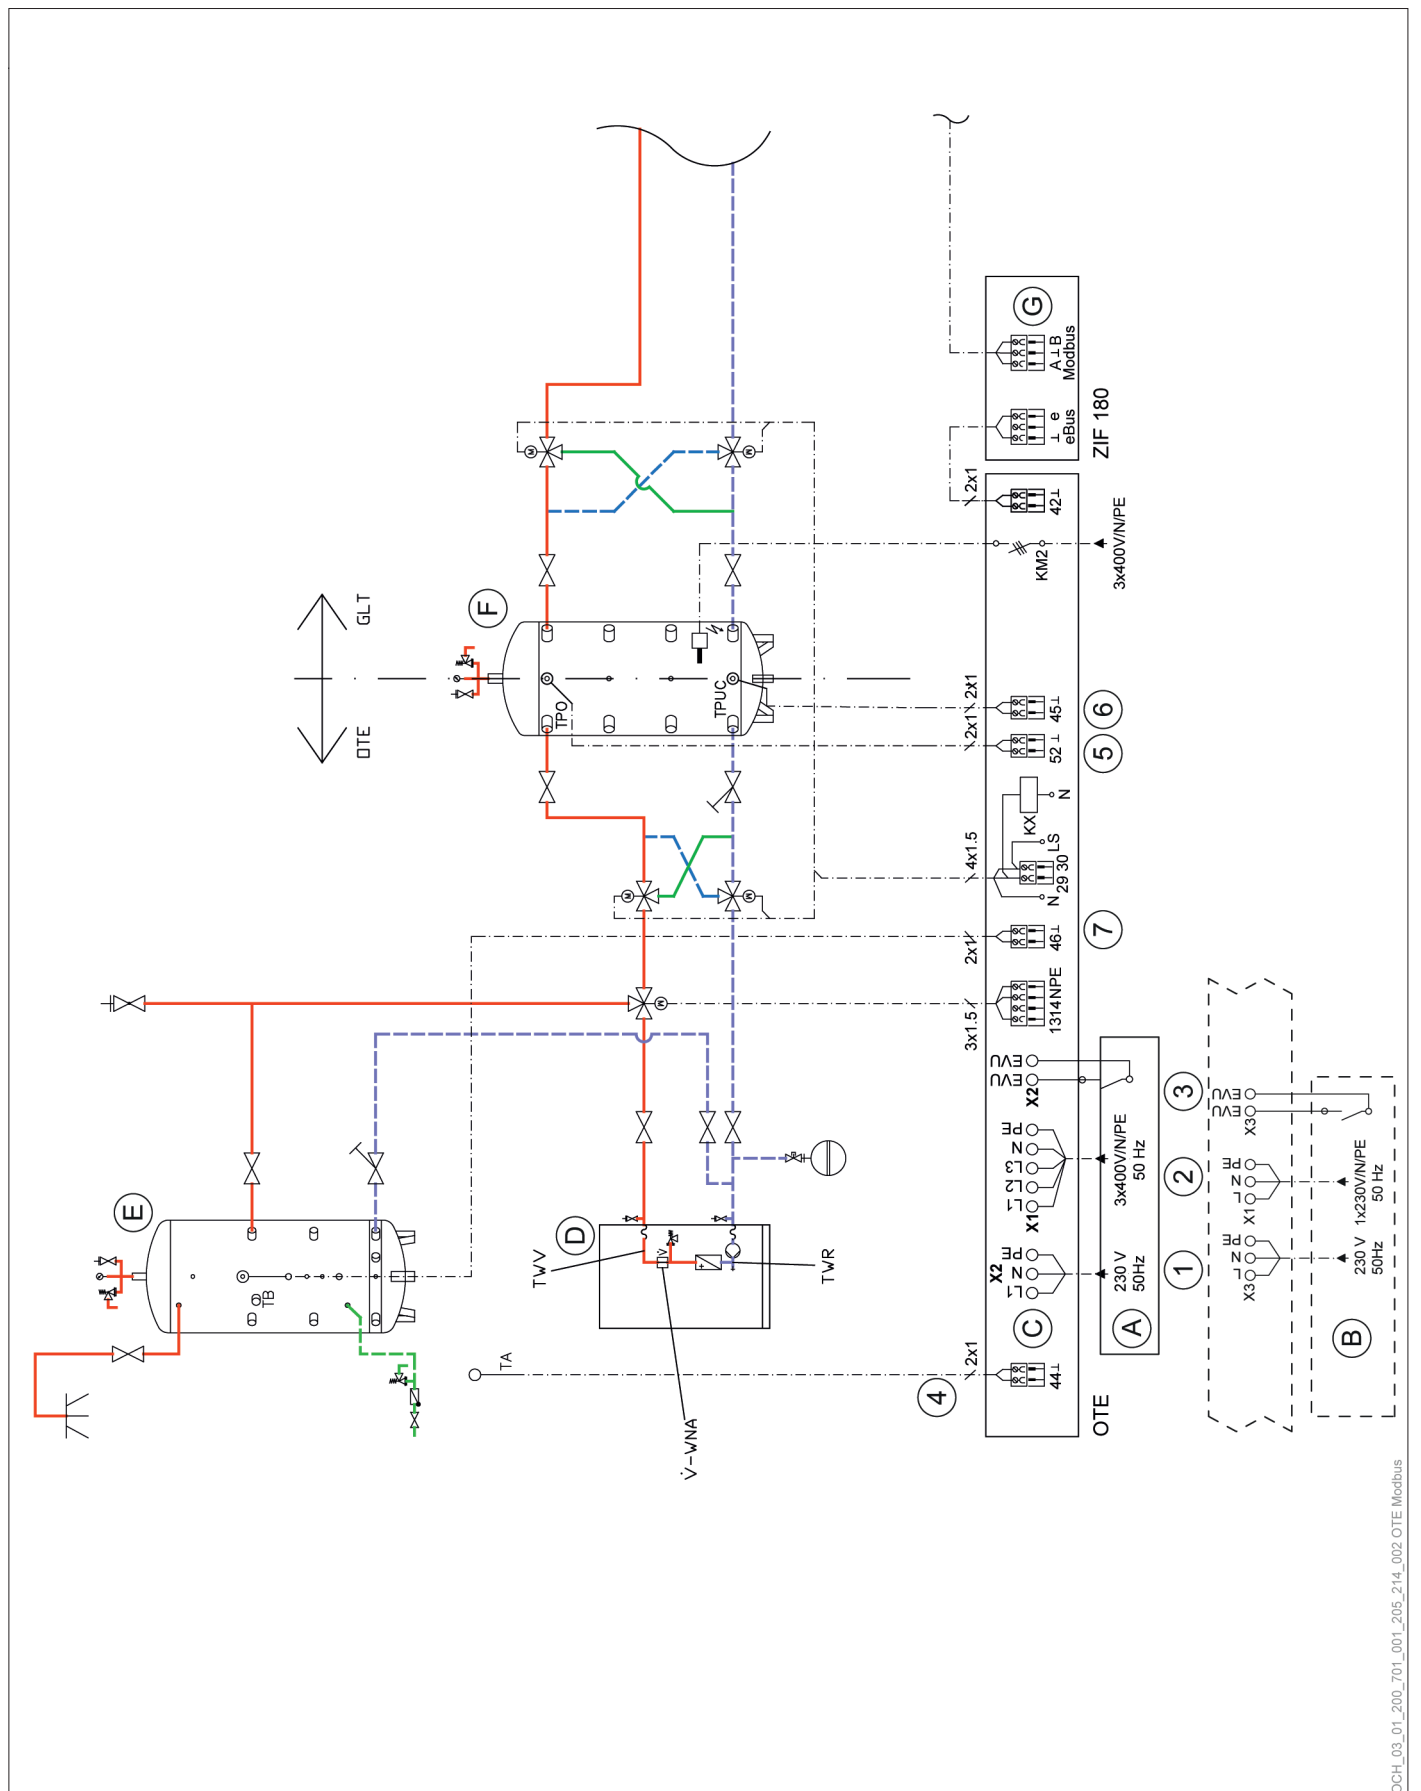 GLT
OTE
F
TPO
TPUC
M
M
M
M
M
E
TB
D
TWV
TWR
V̇
V̇-WNA
TA
G
A ⊥ B
Modbus
⊥ e
eBus
ZIF 180
2x1
42⊥
KM2
3x400V/N/PE
2x1
45⊥
6
2x1
52 ⊥
5
KX
N
4x1.5
LS
29 30
N
2x1
46⊥
7
3x1.5
1314NPE
EVU
EVU
X2
PE
N
L3
L2
L1
X1
PE
N
L1
X2
C
2x1
44⊥
4
OTE
3x400V/N/PE
50 Hz
230 V
50Hz
A
3
2
1
EVU
EVU
X3
PE
N
L
X1
PE
N
L
X3
1x230V/N/PE
50 Hz
230 V
50Hz
B
OCH_03_01_200_701_001_205_214_002 OTE Modbus